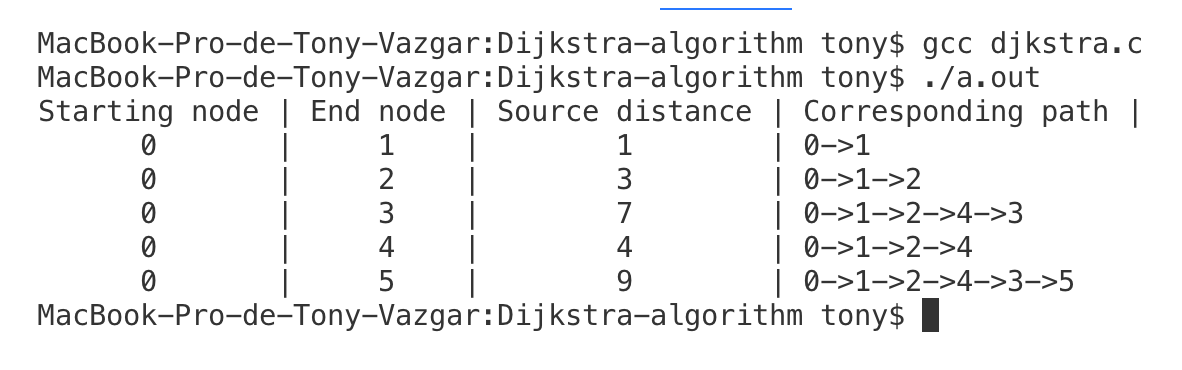 MacBook-Pro-de-Tony-Vazgar:Dijkstra-algorithm tony$ gcc djkstra.c
MacBook-Pro-de-Tony-Vazgar:Dijkstra-algorithm tony$ ./a.out
Starting node | End node | Source distance | Corresponding path |
      0       |     1    |        1        | 0->1
      0       |     2    |        3        | 0->1->2
      0       |     3    |        7        | 0->1->2->4->3
      0       |     4    |        4        | 0->1->2->4
      0       |     5    |        9        | 0->1->2->4->3->5
MacBook-Pro-de-Tony-Vazgar:Dijkstra-algorithm tony$